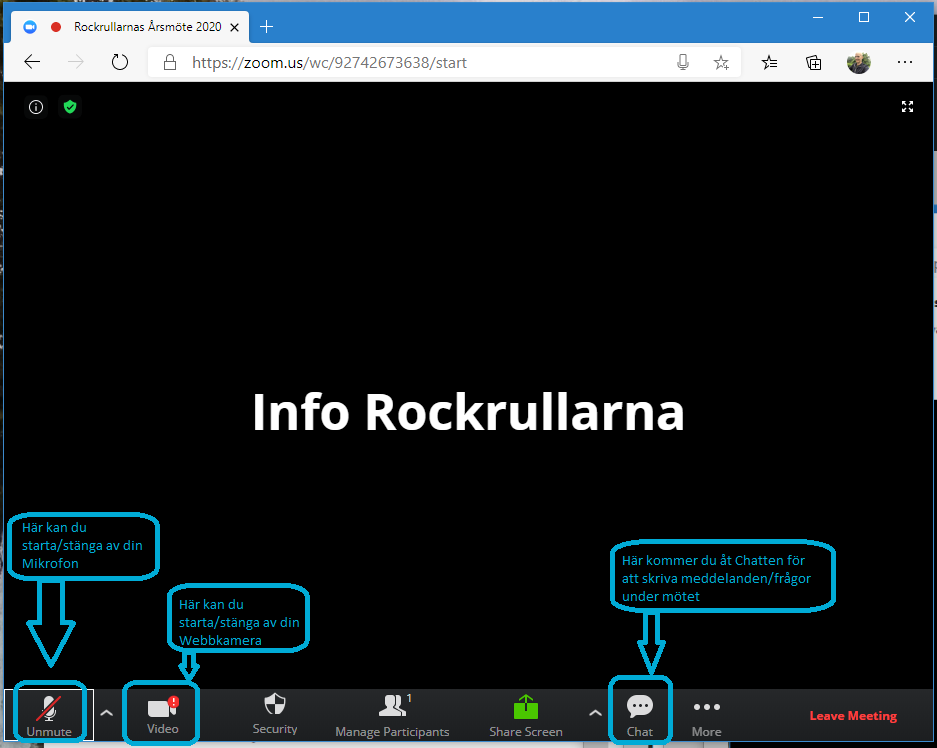 Rockrullarnas Årsmöte 2020
https://zoom.us/wc/92742673638/start
Info Rockrullarna
Här kan du
starta/stänga av din
Mikrofon
Här kan du
starta/stänga av din
Webbkamera
Här kommer du åt Chatten för
att skriva meddelanden/frågor
under mötet
Unmute
Video
Security
Manage Participants
1
Share Screen
Chat
More
Leave Meeting